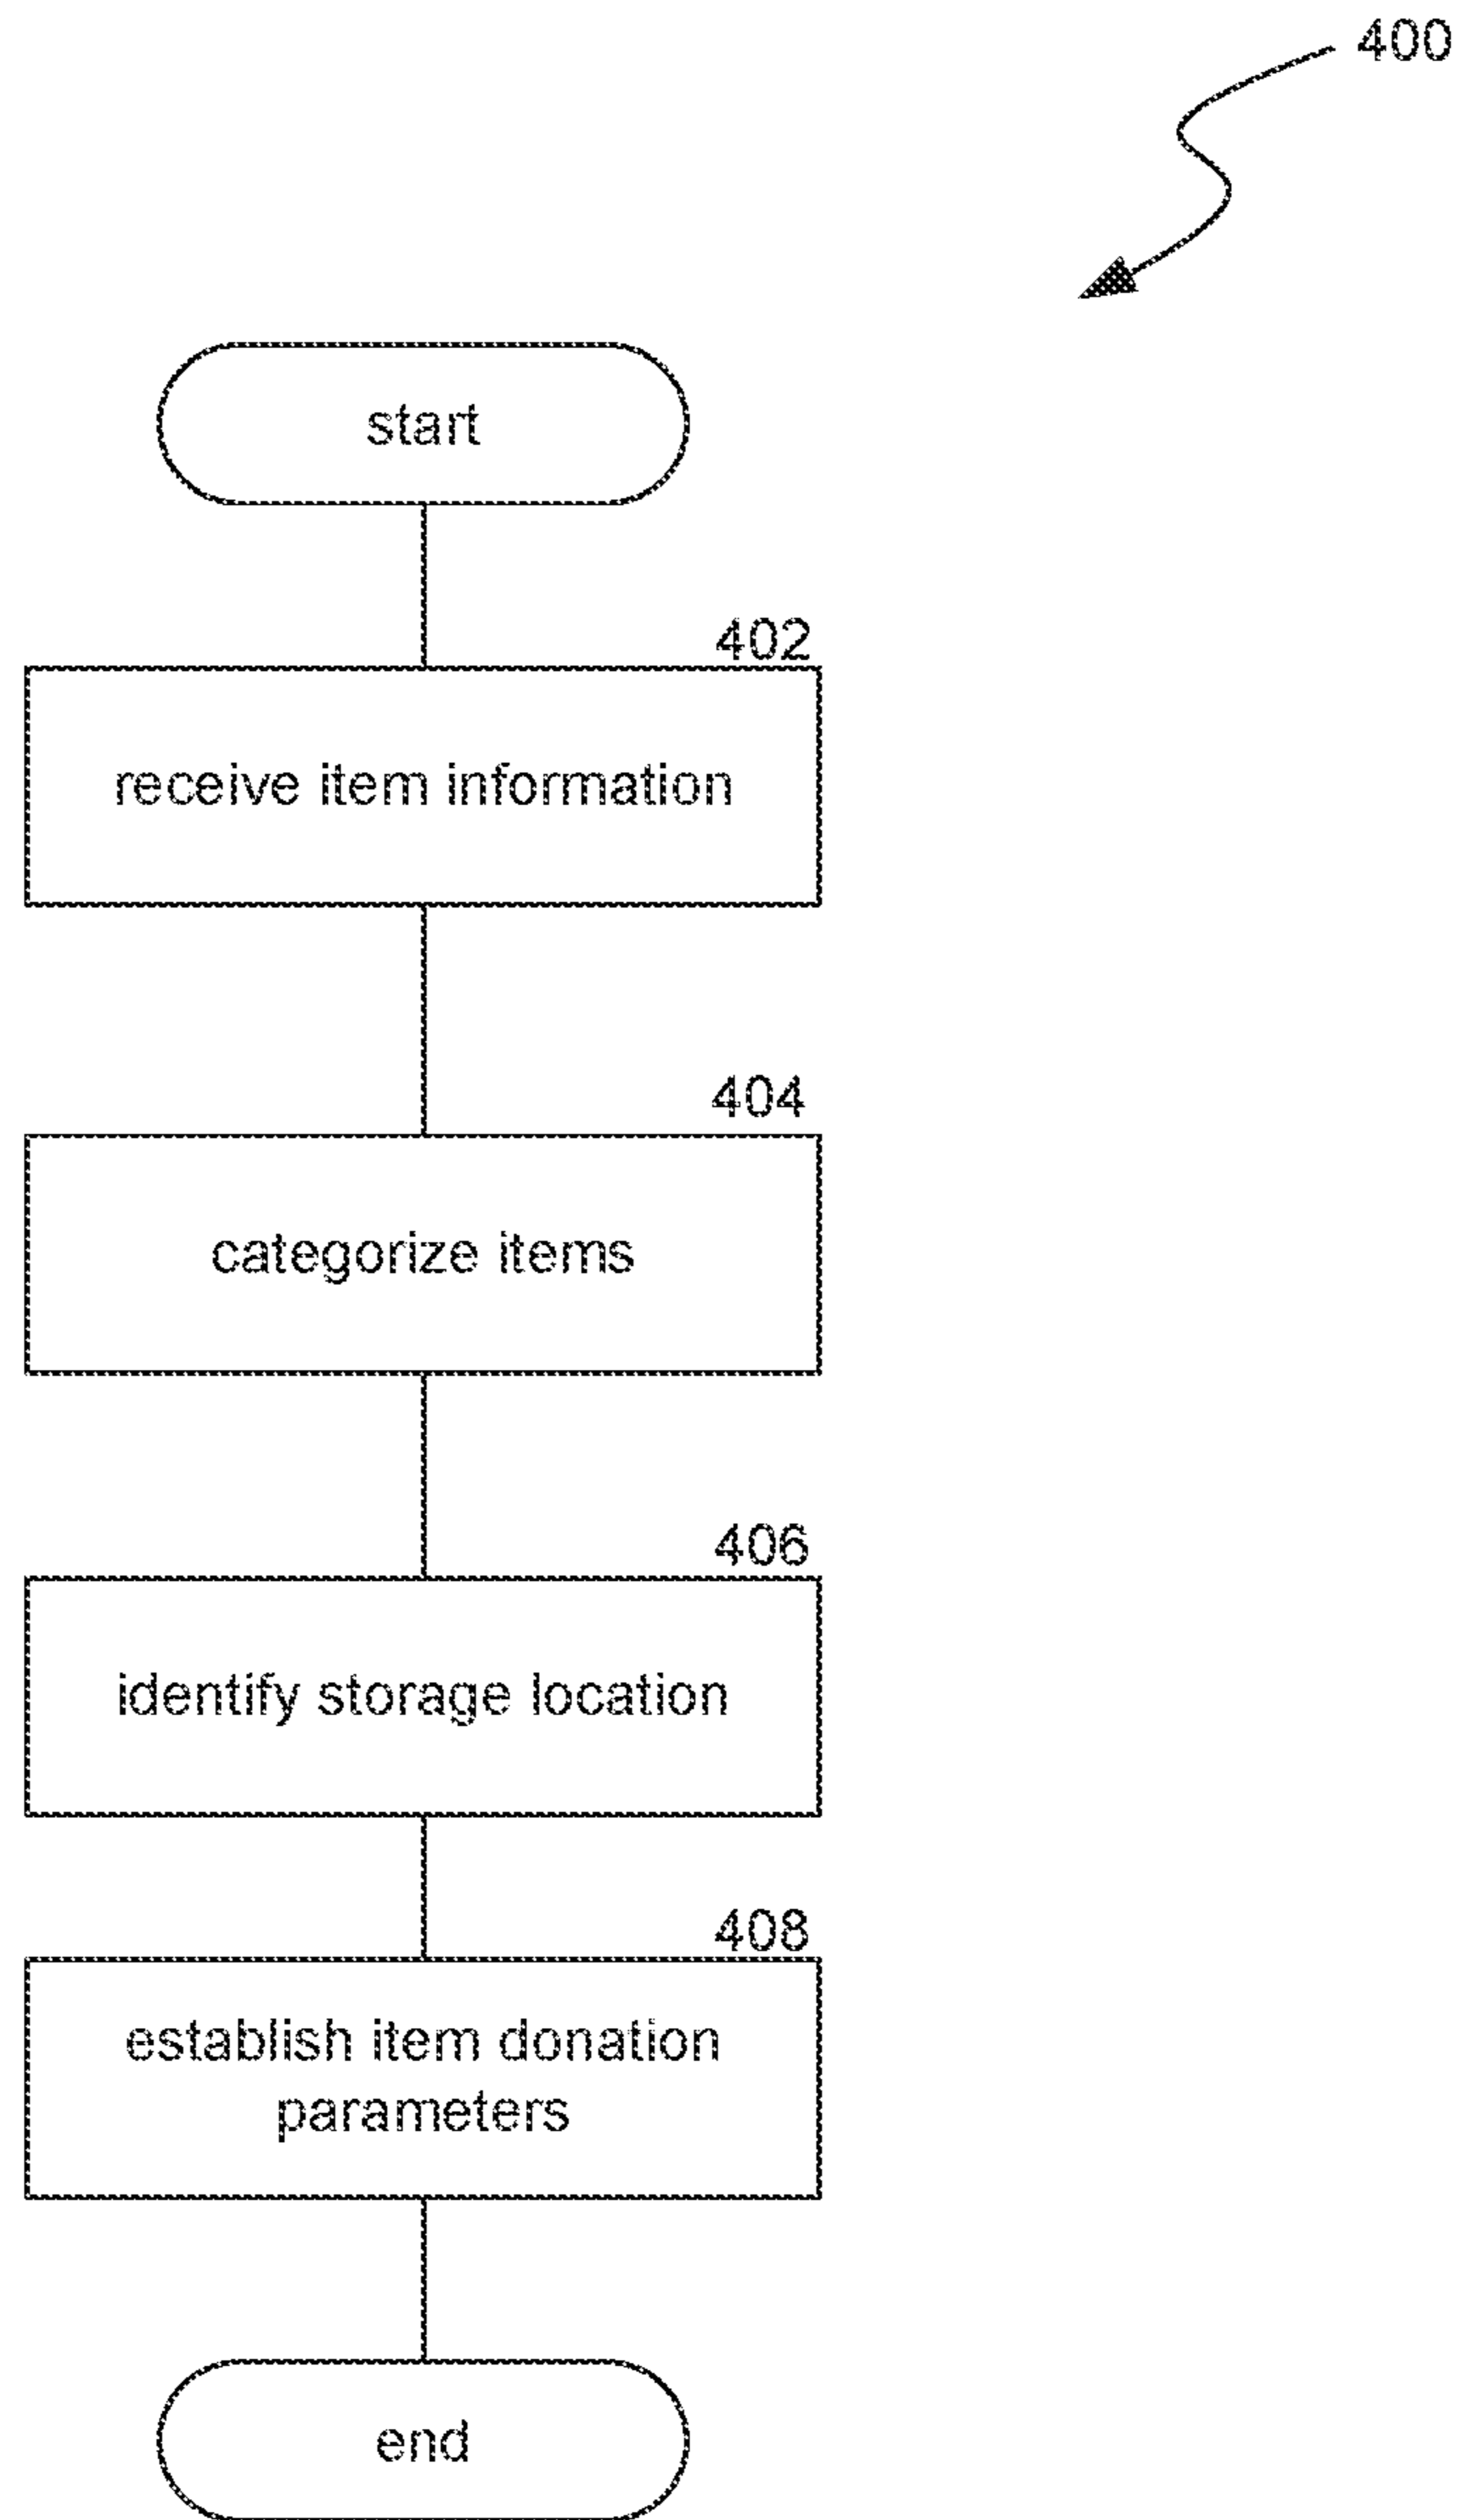 400
start
402
receive item information
404
categorize items
406
identify storage location
408
establish item donation
parameters
end